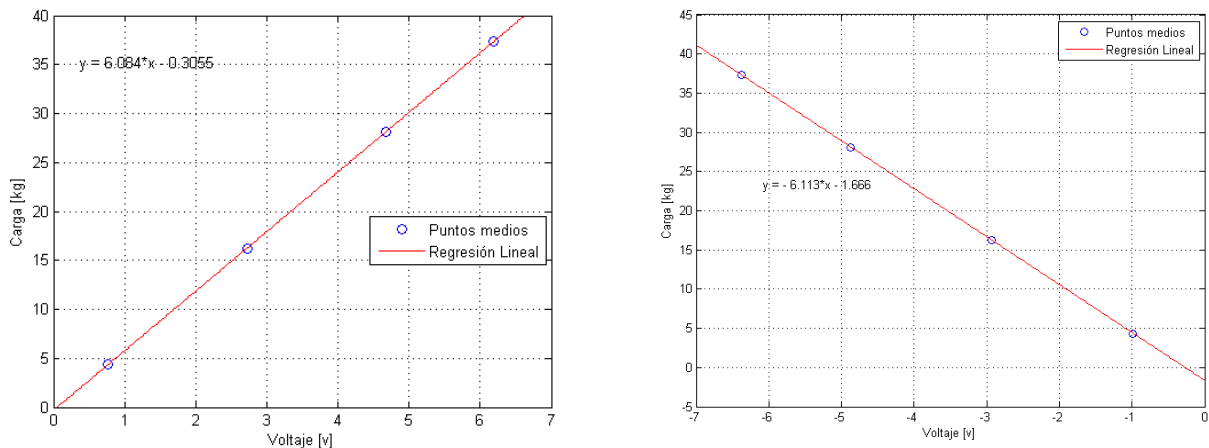 40
35
30
25
20
15
10
5
0
Carga [kg]
y = 6.084*x - 0.3055
Puntos medios
Regresión Lineal
0 1 2 3 4 5 6 7
Voltaje [v]
45
40
35
30
25
20
15
10
5
0
-5
Carga [kg]
Puntos medios
Regresión Lineal
y = - 6.113*x - 1.666
-7 -6 -5 -4 -3 -2 -1 0
Voltaje [v]